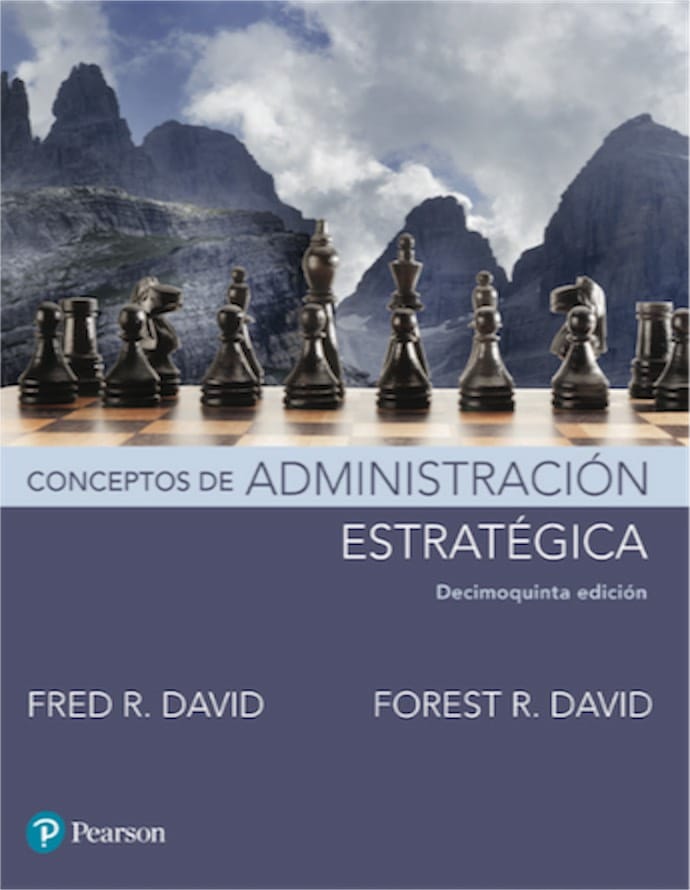 CONCEPTOS DE ADMINISTRACIÓN
ESTRATÉGICA
Decimoquinta edición
FRED R. DAVID FOREST R. DAVID
Pearson